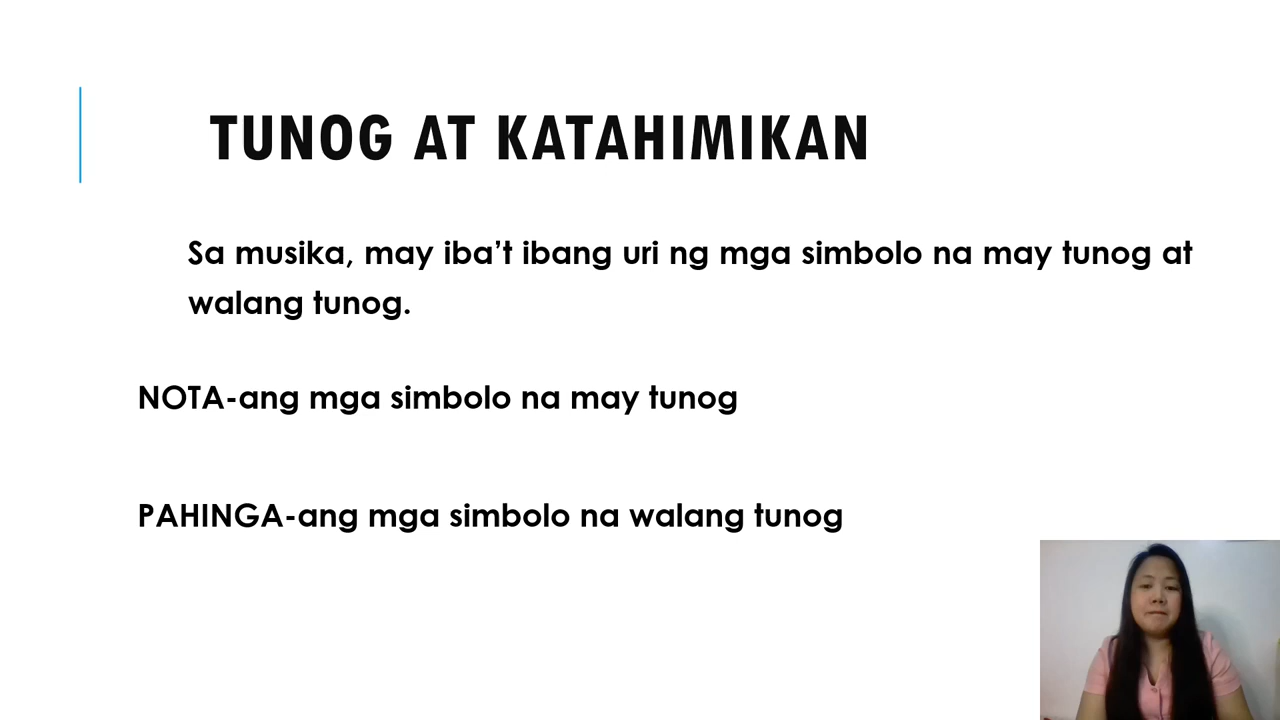 TUNOG AT KATAHIMIKAN
Sa musika, may iba’t ibang uri ng mga simbolo na may tunog at
walang tunog.
NOTA-ang mga simbolo na may tunog
PAHINGA-ang mga simbolo na walang tunog